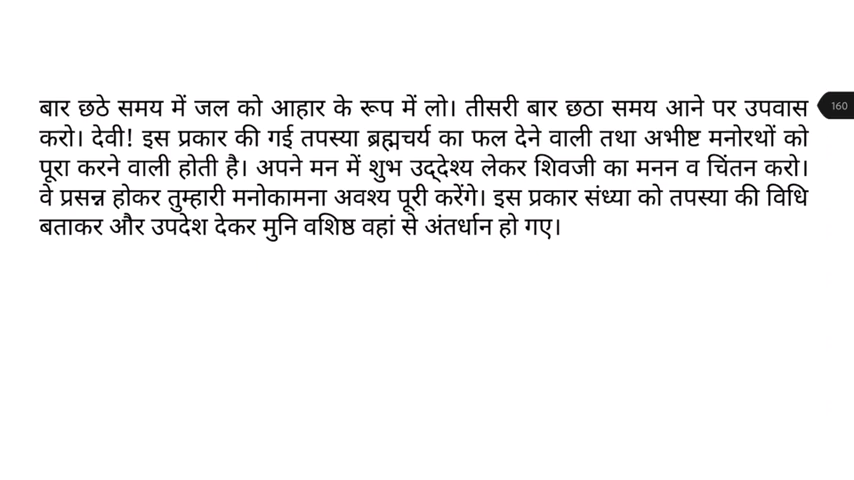 बार छठे समय में जल को आहार के रूप में लो। तीसरी बार छठा समय आने पर उपवास
160
करो। देवी! इस प्रकार की गई तपस्या ब्रह्मचर्य का फल देने वाली तथा अभीष्ट मनोरथों को
पूरा करने वाली होती है। अपने मन में शुभ उद्देश्य लेकर शिवजी का मनन व चिंतन करो।
वे प्रसन्न होकर तुम्हारी मनोकामना अवश्य पूरी करेंगे। इस प्रकार संध्या को तपस्या की विधि
बताकर और उपदेश देकर मुनि वशिष्ठ वहां से अंतर्धान हो गए।